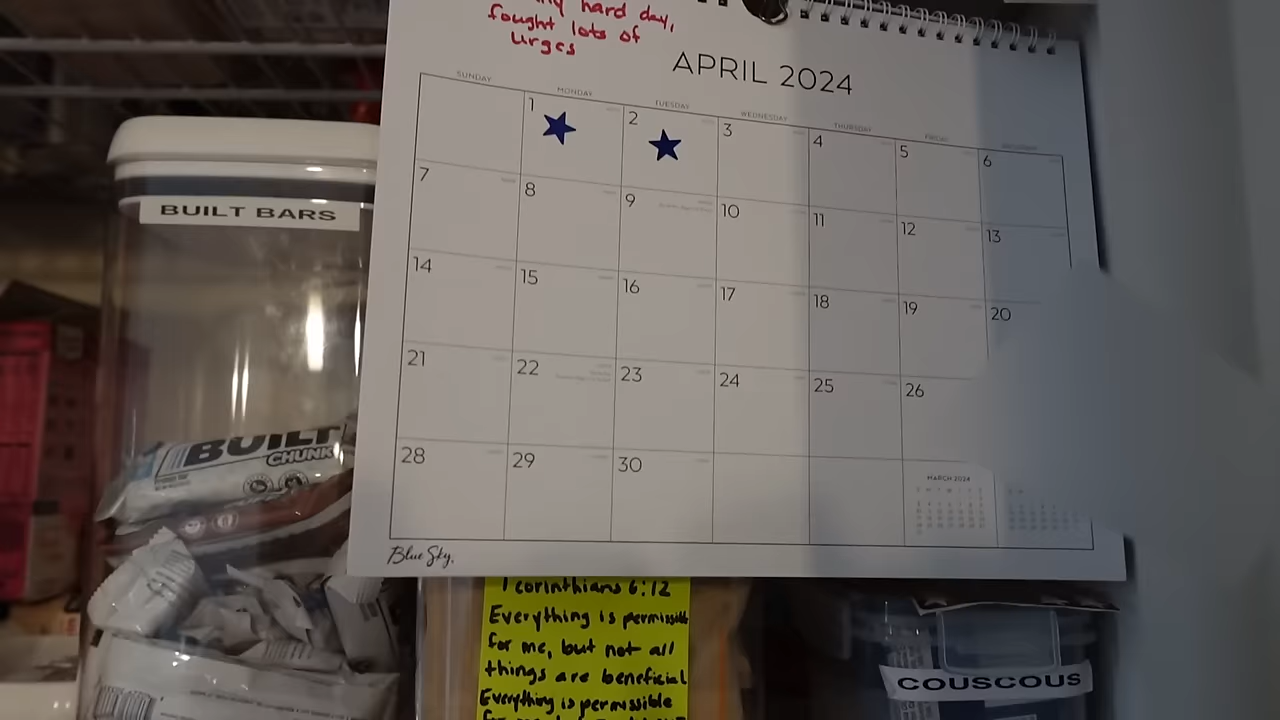 hard day,
fought lots of
urges
APRIL 2024
SUNDAY MONDAY TUESDAY WEDNESDAY THURSDAY FRIDAY
1 2 3 4 5 6
7 8 9 10 11 12 13
14 15 16 17 18 19 20
21 22 23 24 25 26
28 29 30
MARCH 2024
Blue Sky.
BUILT BARS
BUILT
CHUNK
1 corinthians 6:12
Everything is permissible
for me, but not all
things are beneficial
Everything is permissible
COUSCOUS